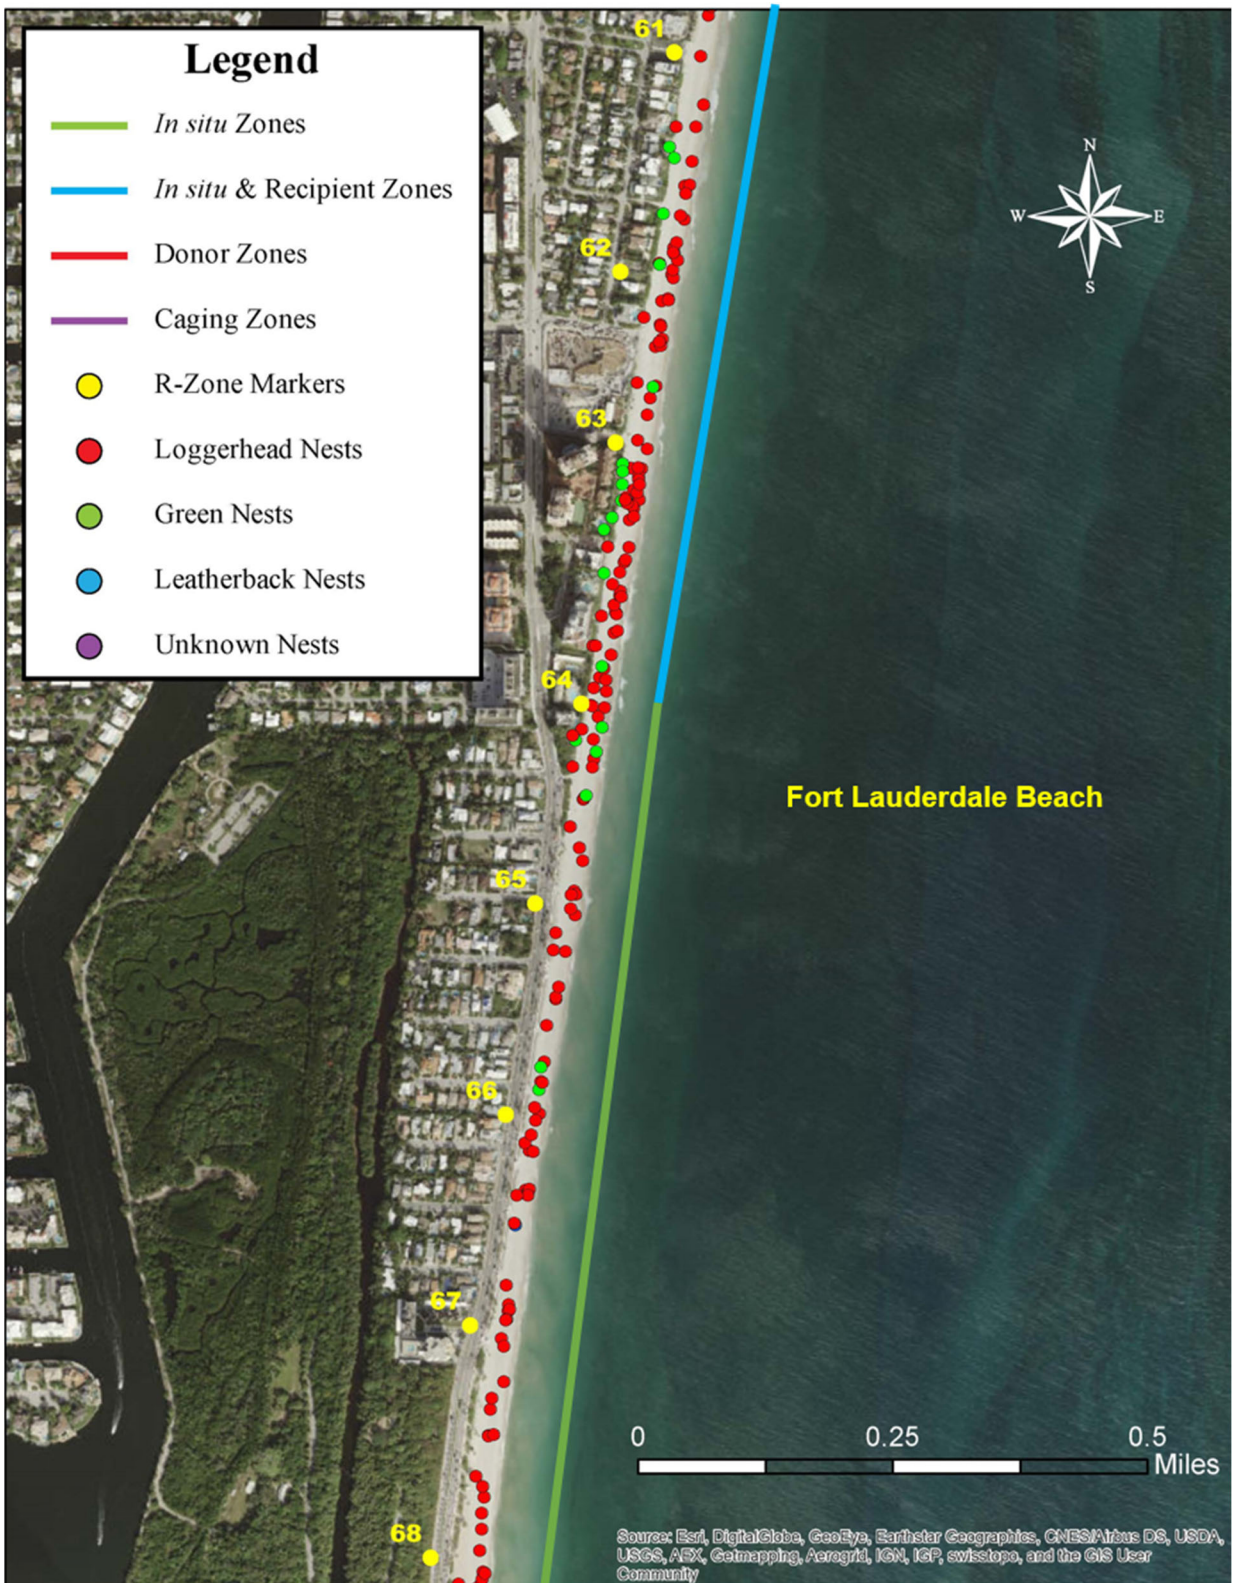 Legend
In situ Zones
In situ & Recipient Zones
Donor Zones
Caging Zones
R-Zone Markers
Loggerhead Nests
Green Nests
Leatherback Nests
Unknown Nests
61
62
63
64
65
66
67
68
N
W
E
S
Fort Lauderdale Beach
0
0.25
0.5
Miles
Source: Esri, DigitalGlobe, GeoEye, Earthstar Geographics, CNES/Airbus DS, USDA,
USGS, AEX, Getmapping, Aerogrid, IGN, IGP, swisstopo, and the GIS User
Community